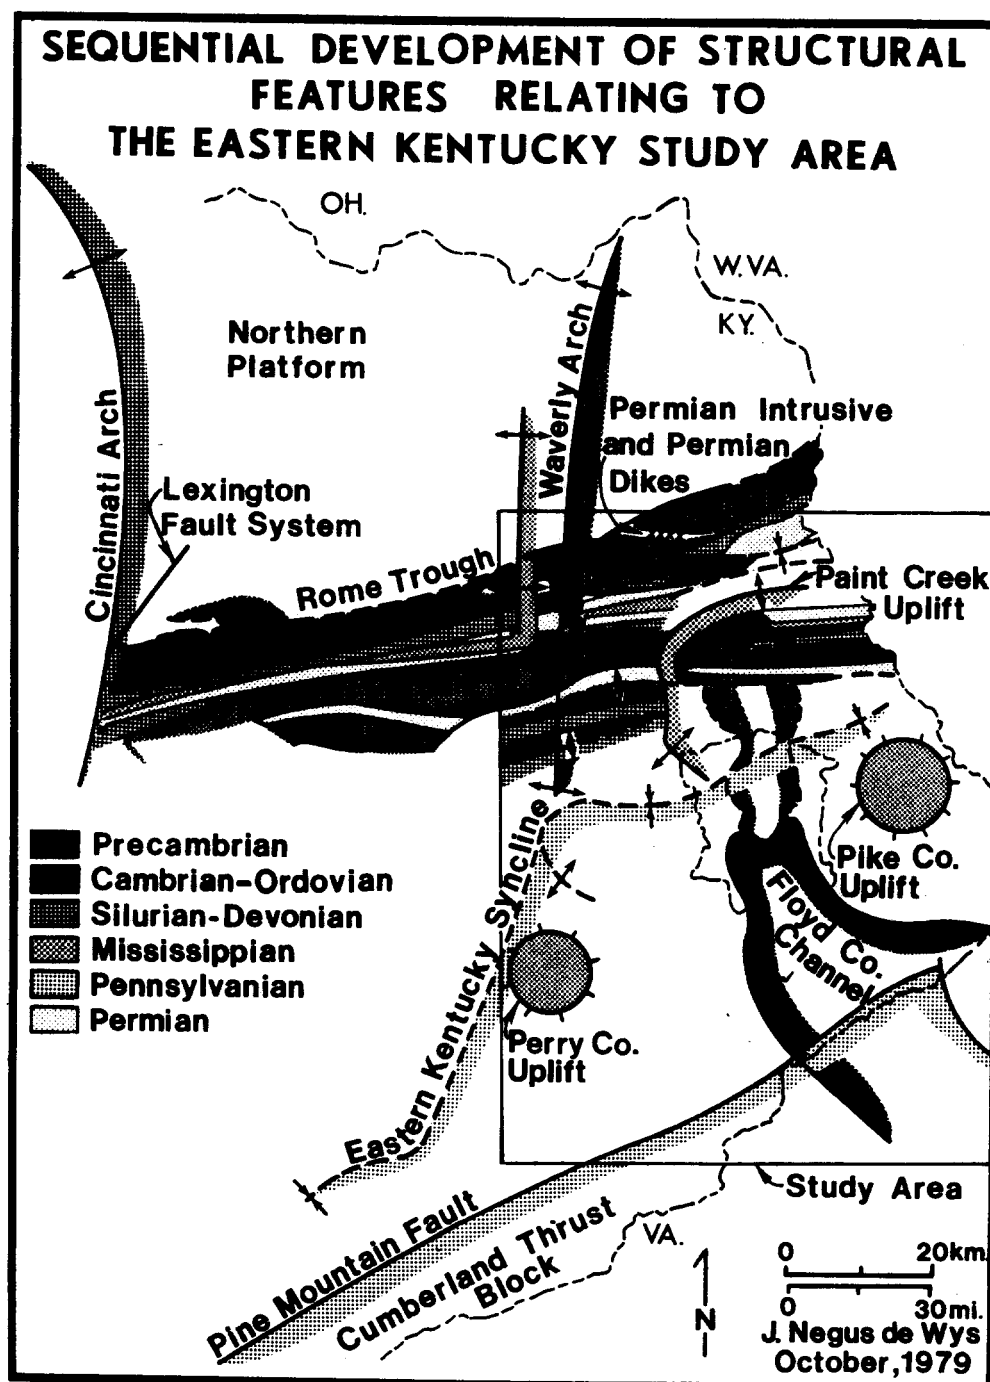 SEQUENTIAL DEVELOPMENT OF STRUCTURAL
FEATURES RELATING TO
THE EASTERN KENTUCKY STUDY AREA
OH.
W.VA.
KY.
Northern
Platform
Cincinnati Arch
Waverly Arch
Permian Intrusive
and Permian
Dikes
Lexington
Fault System
Rome Trough
Paint Creek
Uplift
Precambrian
Cambrian-Ordovian
Silurian-Devonian
Mississippian
Pennsylvanian
Permian
Pike Co.
Uplift
Floyd Co.
Channel
Eastern Kentucky Syncline
Perry Co.
Uplift
Study Area
Pine Mountain Fault
Cumberland Thrust
Block
VA.
N
0 20km
0 30mi.
J. Negus de Wys
October, 1979